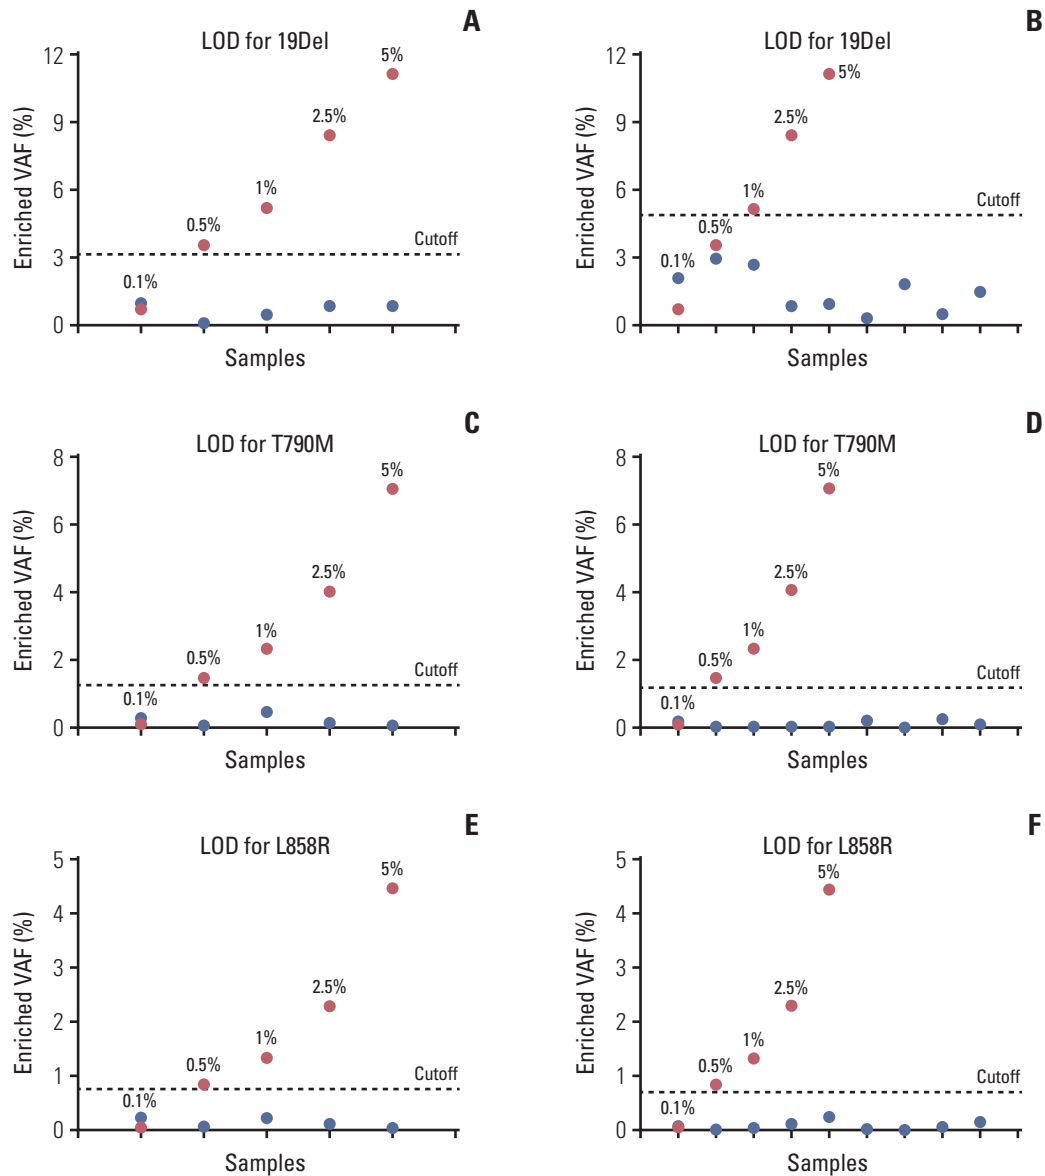 A
LOD for 19Del
Enriched VAF (%)
12
9
6
3
0
0.1%
0.5%
1%
2.5%
5%
Cutoff
Samples
B
LOD for 19Del
Enriched VAF (%)
12
9
6
3
0
0.1%
0.5%
1%
2.5%
5%
Cutoff
Samples
C
LOD for T790M
Enriched VAF (%)
8
6
4
2
0
0.1%
0.5%
1%
2.5%
5%
Cutoff
Samples
D
LOD for T790M
Enriched VAF (%)
8
6
4
2
0
0.1%
0.5%
1%
2.5%
5%
Cutoff
Samples
E
LOD for L858R
Enriched VAF (%)
5
4
3
2
1
0
0.1%
0.5%
1%
2.5%
5%
Cutoff
Samples
F
LOD for L858R
Enriched VAF (%)
5
4
3
2
1
0
0.1%
0.5%
1%
2.5%
5%
Cutoff
Samples